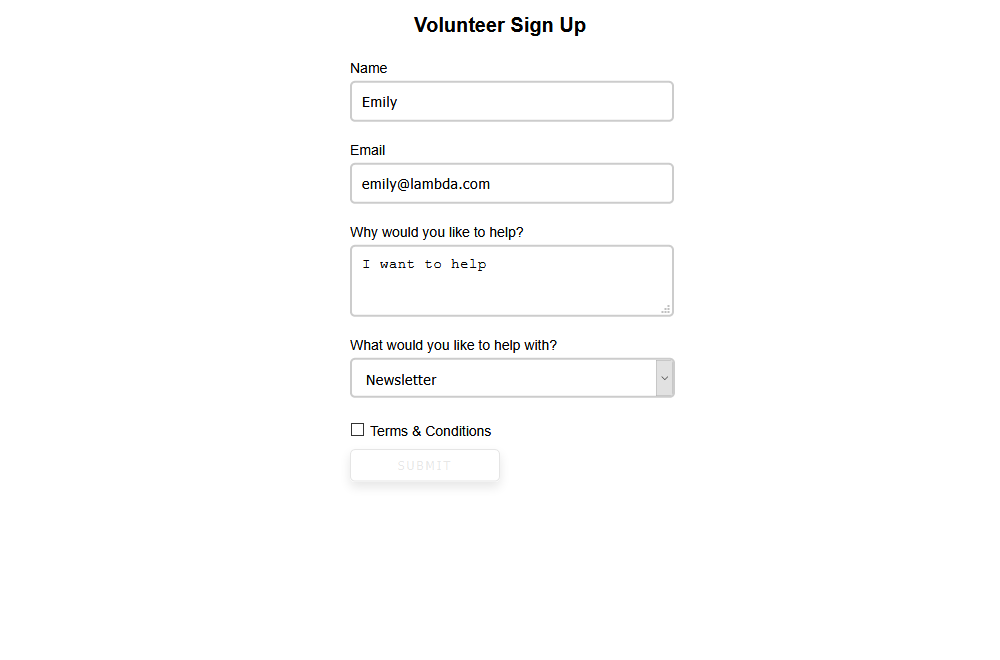 Volunteer Sign Up
Name
Emily
Email
emily@lambda.com
Why would you like to help?
I want to help
What would you like to help with?
Newsletter
Terms & Conditions
SUBMIT